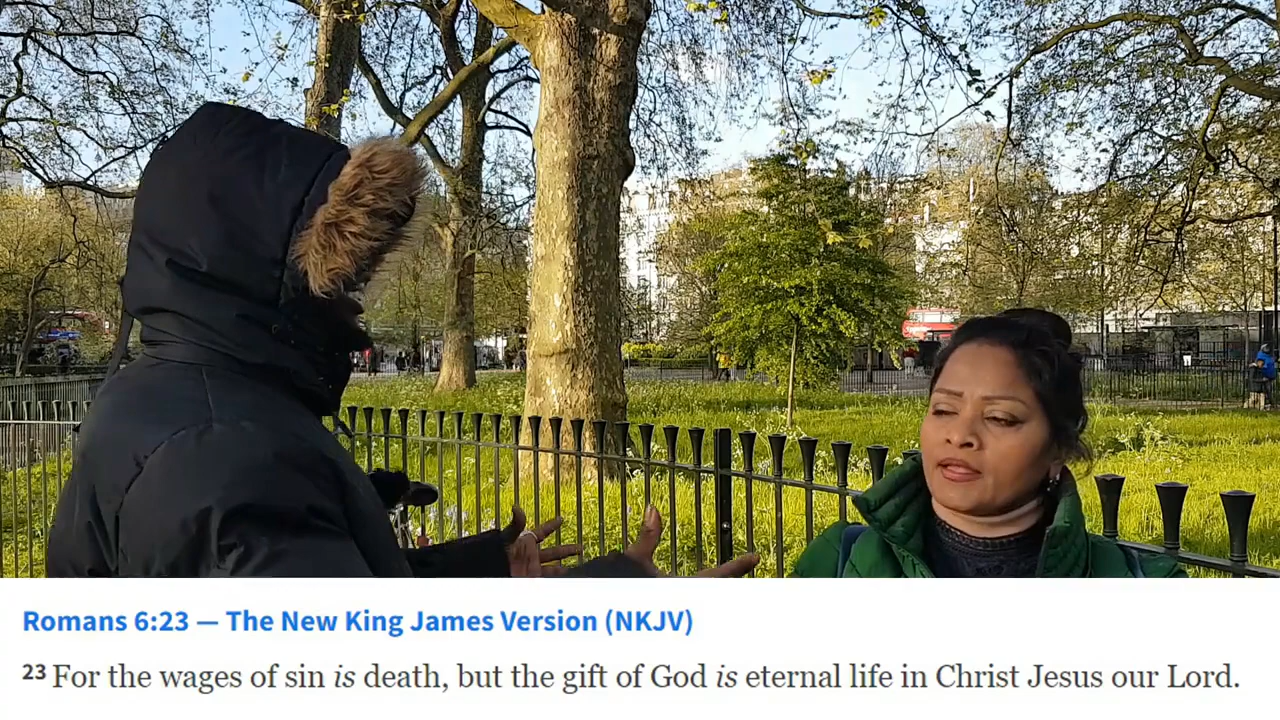 Romans 6:23 — The New King James Version (NKJV)
23 For the wages of sin is death, but the gift of God is eternal life in Christ Jesus our Lord.